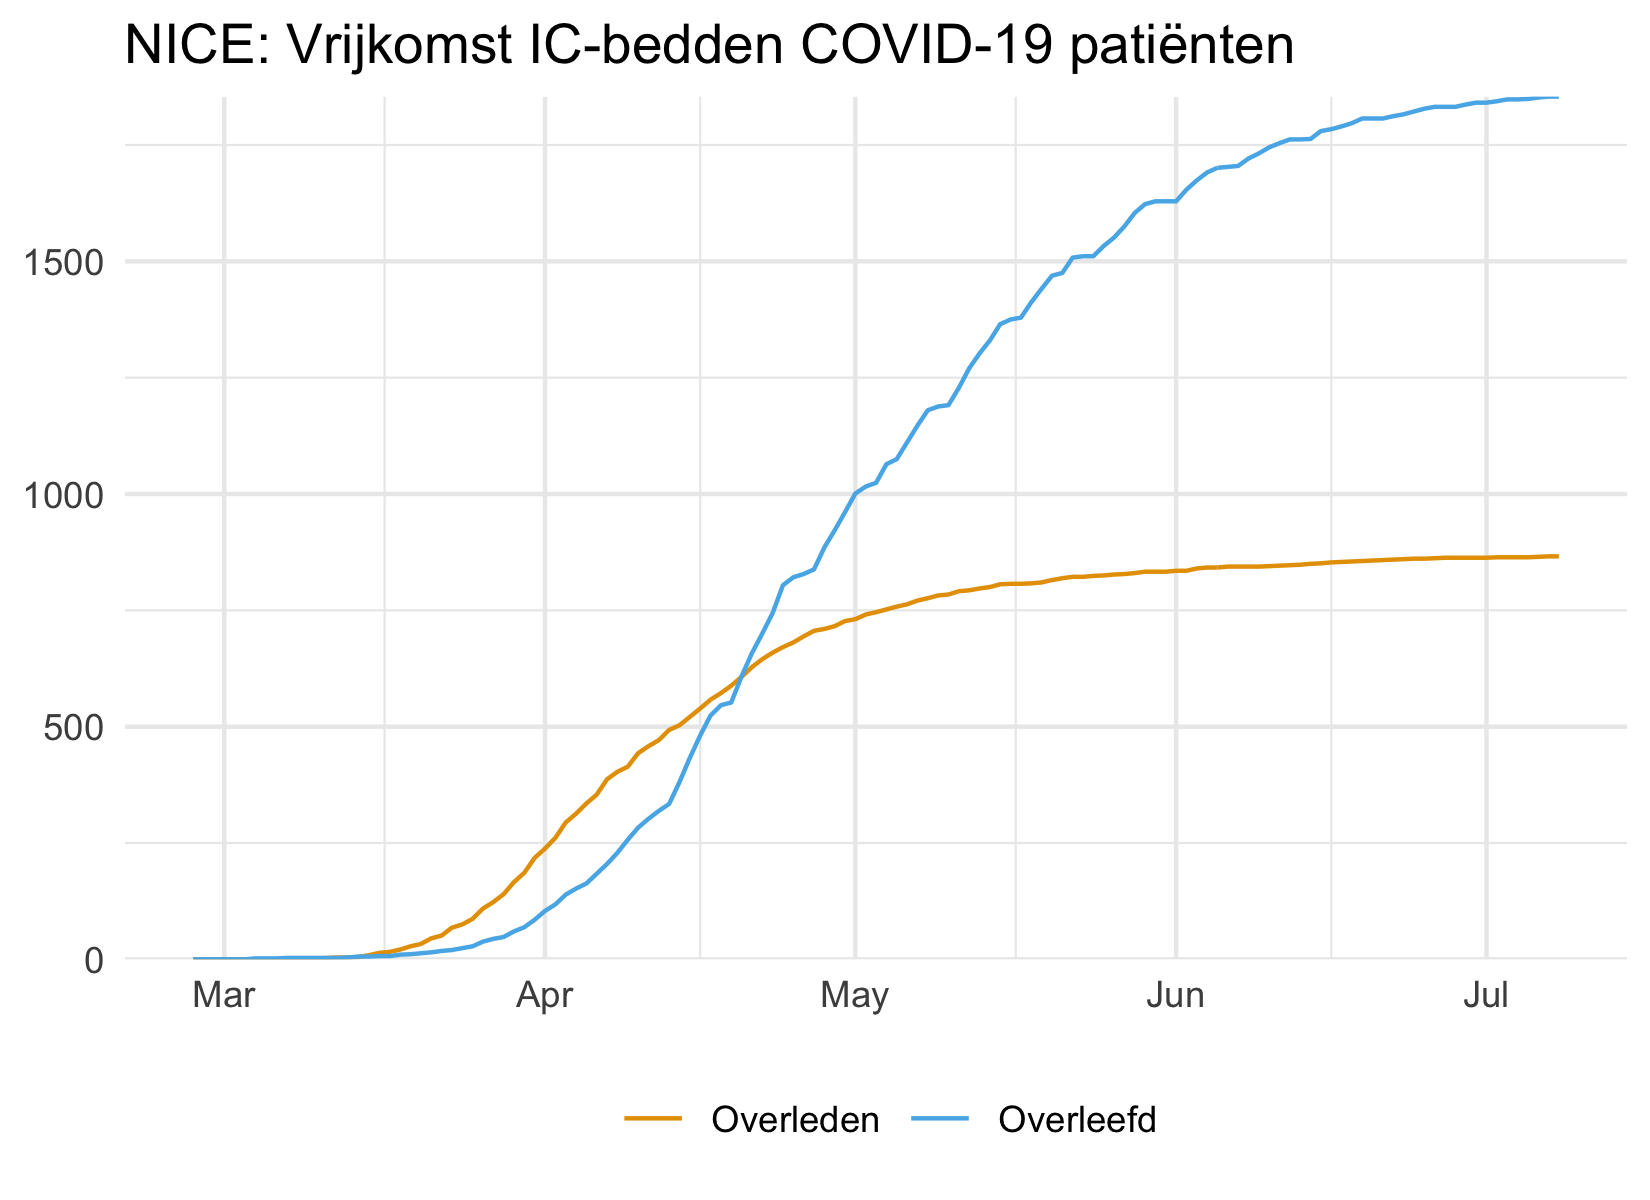 NICE: Vrijkomst IC-bedden COVID-19 patiënten
1500
1000
500
0
Mar Apr May Jun Jul
Overleden Overleefd